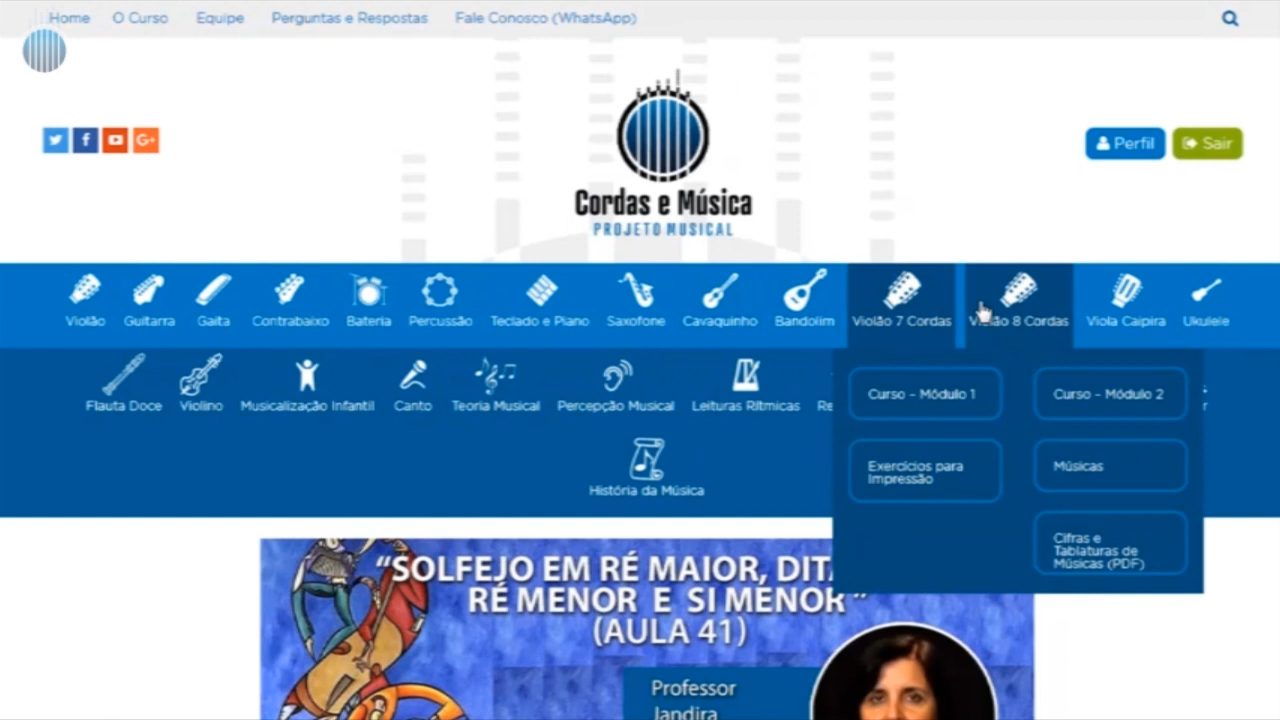 Home O Curso Equipe Perguntas e Respostas Fale Conosco (WhatsApp)
Perfil Sair
Cordas e Música
PROJETO MUSICAL
Violão Guitarra Gaita Contrabaixo Bateria Percussão Teclado e Piano Saxofone Cavaquinho Bandolim Violão 7 Cordas Violão 8 Cordas Viola Caipira Ukulele
Flauta Doce Violino Musicalização Infantil Canto Teoria Musical Percepção Musical Leituras Rítmicas Re
r
História da Música
Curso - Módulo 1 Curso - Módulo 2
Exercícios para
Impressão
Músicas
Cifras e
Tablaturas de
Músicas (PDF)
"SOLFEJO EM RÉ MAIOR, DITA
RÉ MENOR E SI MENOR"
(AULA 41)
Professor
Jandira